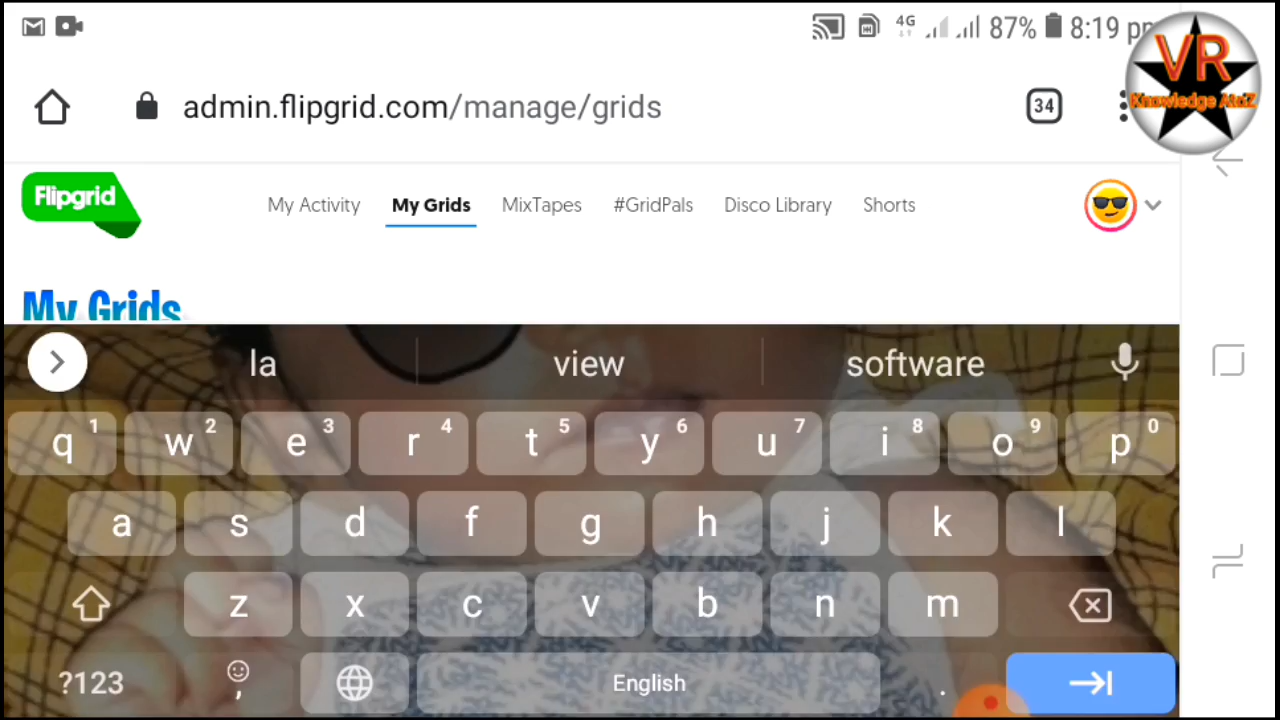 4G 87% 8:19
VR
Knowledge AtoZ
admin.flipgrid.com/manage/grids
34
Flipgrid
My Activity My Grids MixTapes #GridPals Disco Library Shorts
My Grids
la view software
q1 w2 e3 r4 t5 y6 u7 i8 o9 p0
a s d f g h j k l
z x c v b n m
?123 , English .